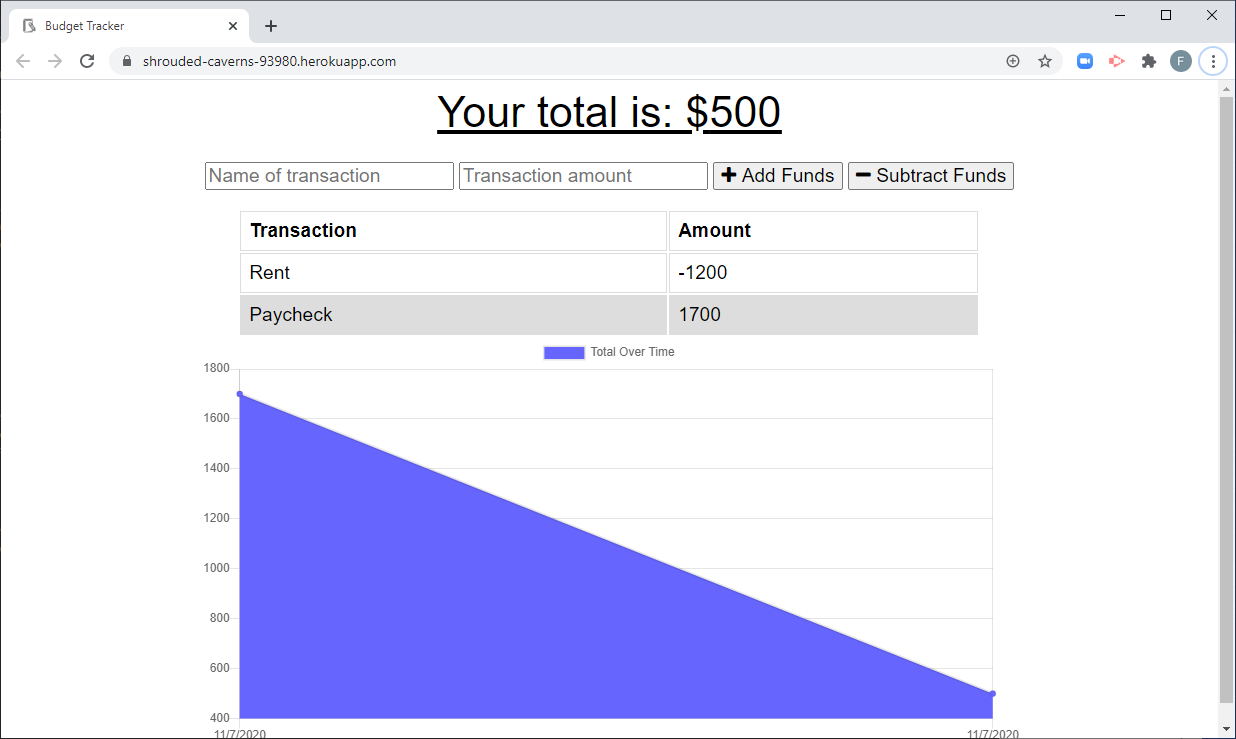 Budget Tracker
shrouded-caverns-93980.herokuapp.com
F
Your total is: $500
Name of transaction Transaction amount Add Funds Subtract Funds
Transaction Amount
Rent -1200
Paycheck 1700
Total Over Time
1800
1600
1400
1200
1000
800
600
400
11/7/2020 11/7/2020